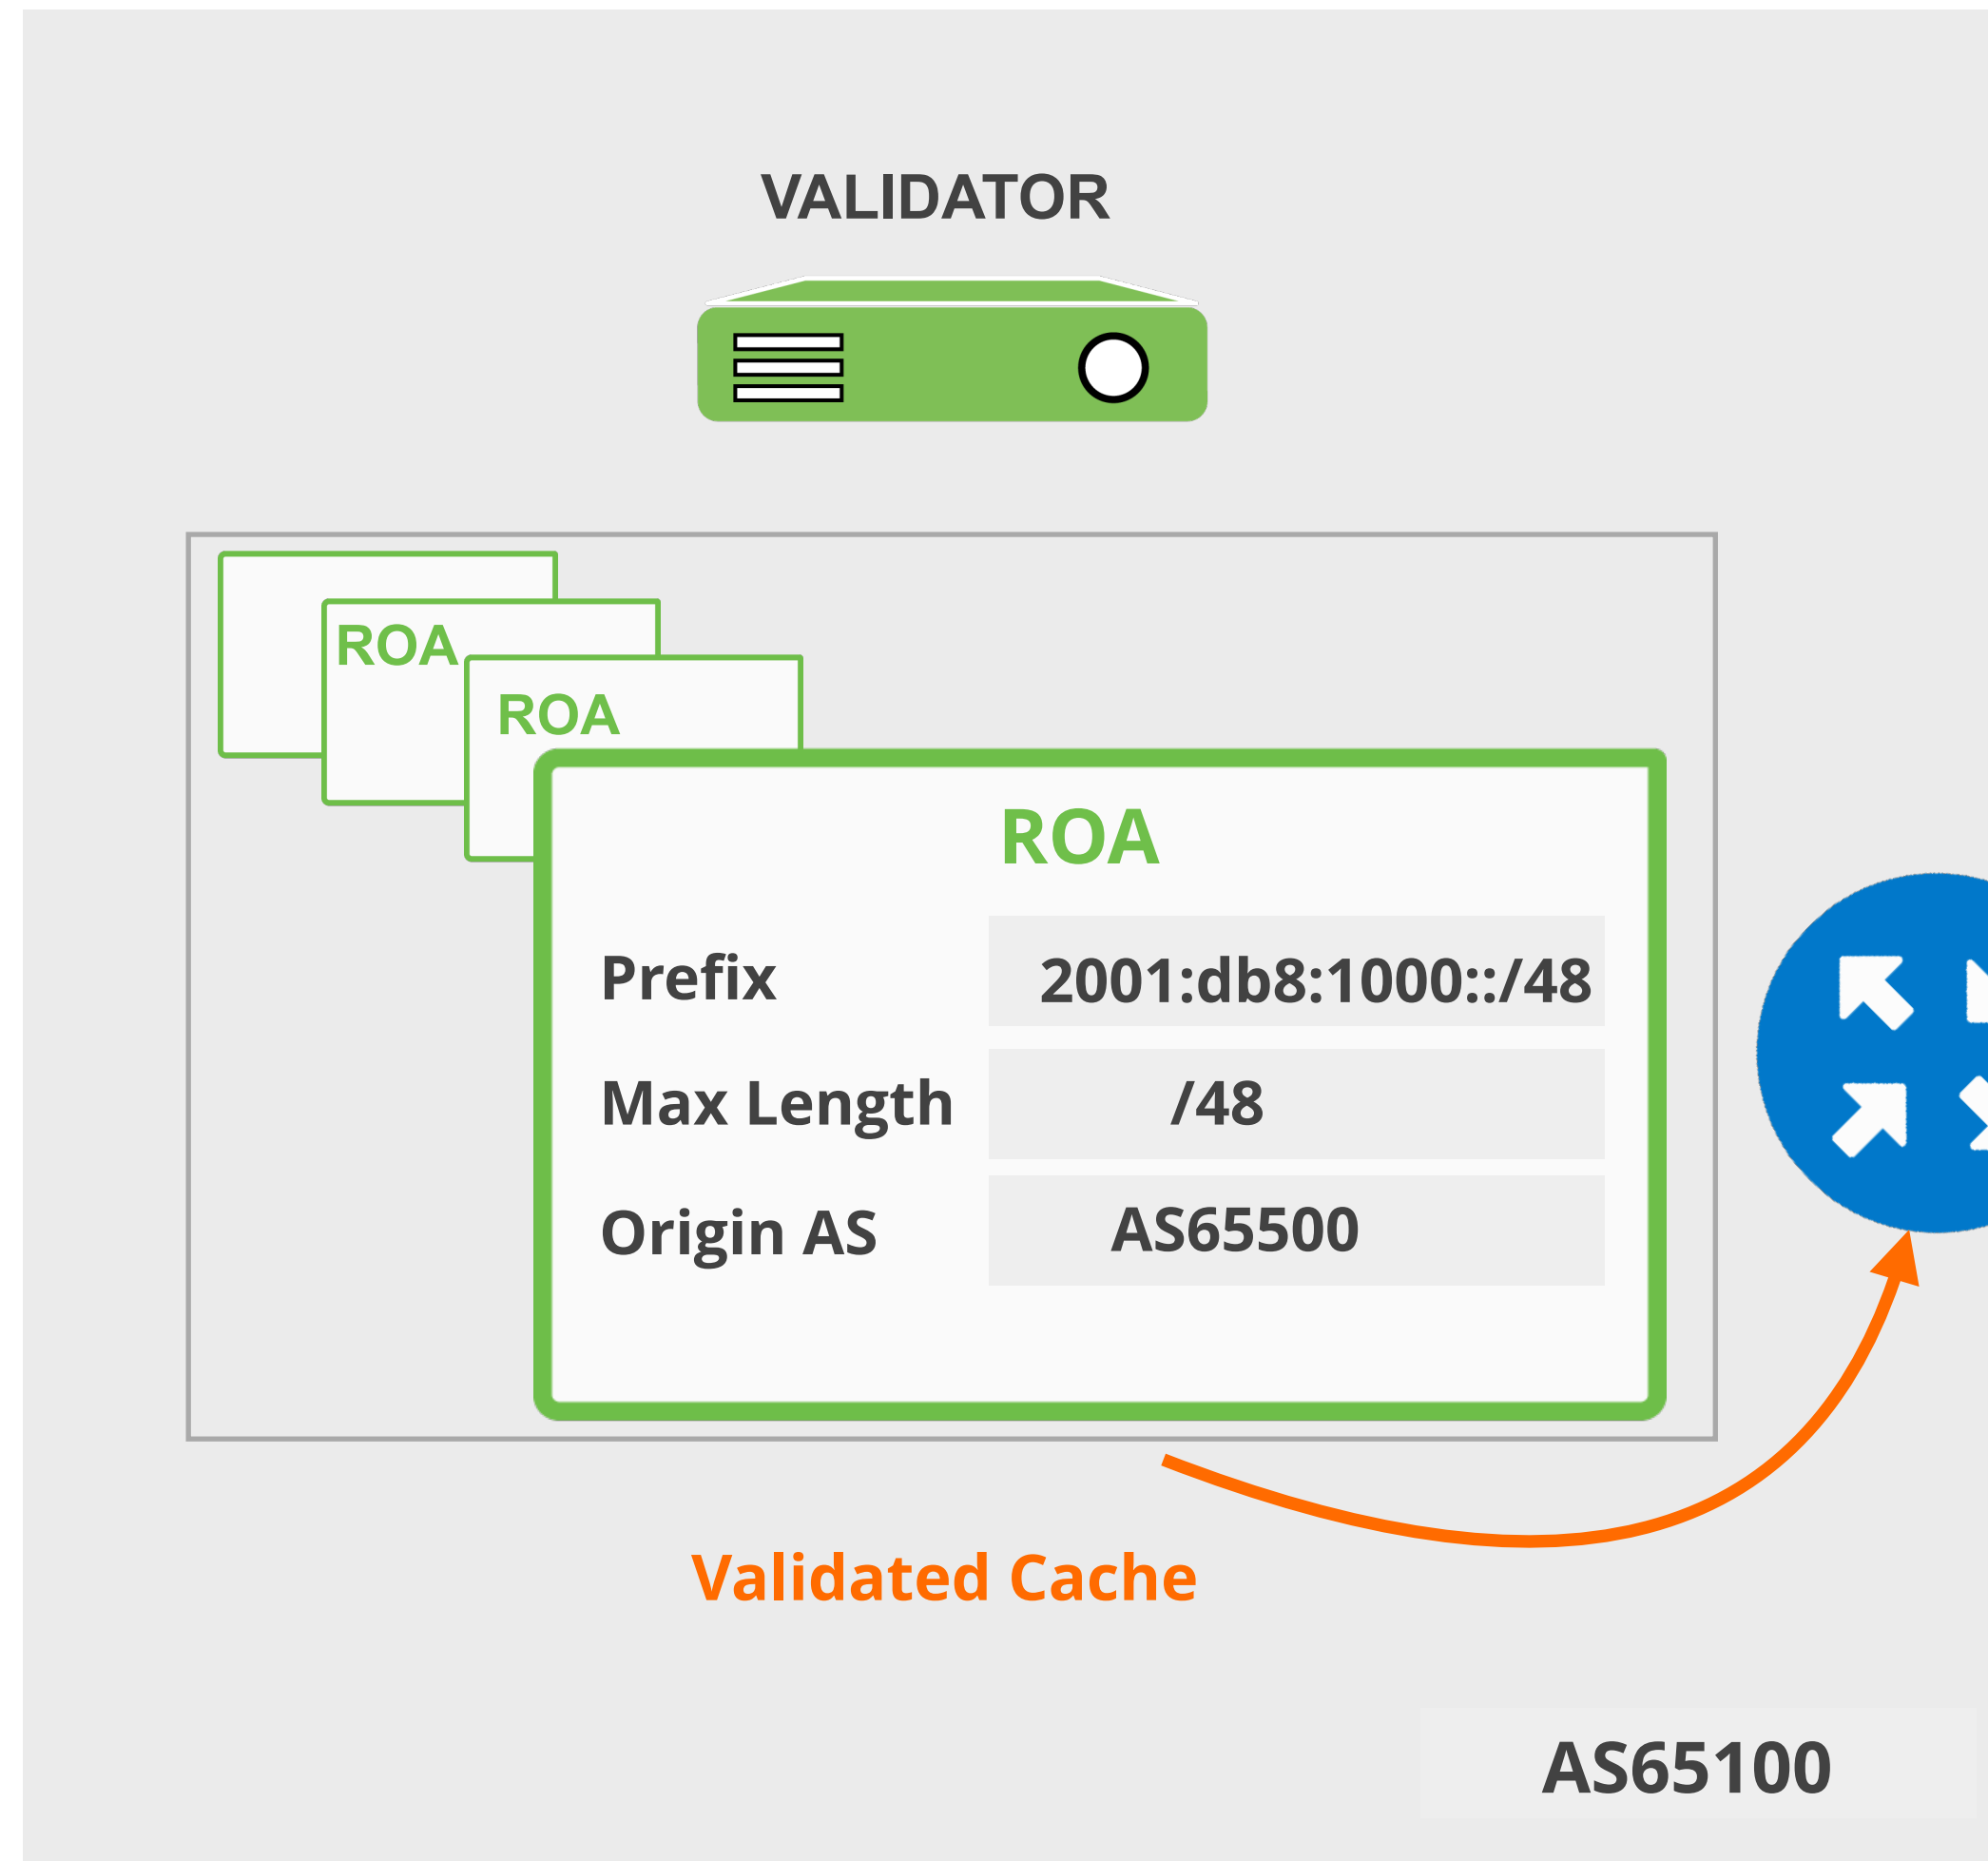 VALIDATOR
ROA
ROA
ROA
Prefix 2001:db8:1000::/48
Max Length /48
Origin AS AS65500
Validated Cache
AS65100